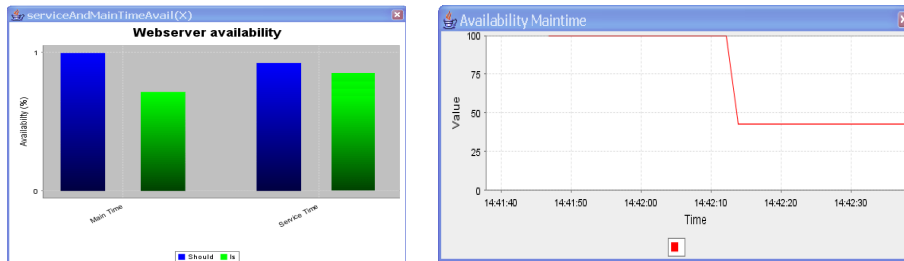 serviceAndMainTimeAvail(X)
Webserver availability
1
Availability (%)
0
Main Time
Service Time
Should Is
Availability Maintime
100
75
50
25
0
Value
14:41:40 14:41:50 14:42:00 14:42:10 14:42:20 14:42:30
Time